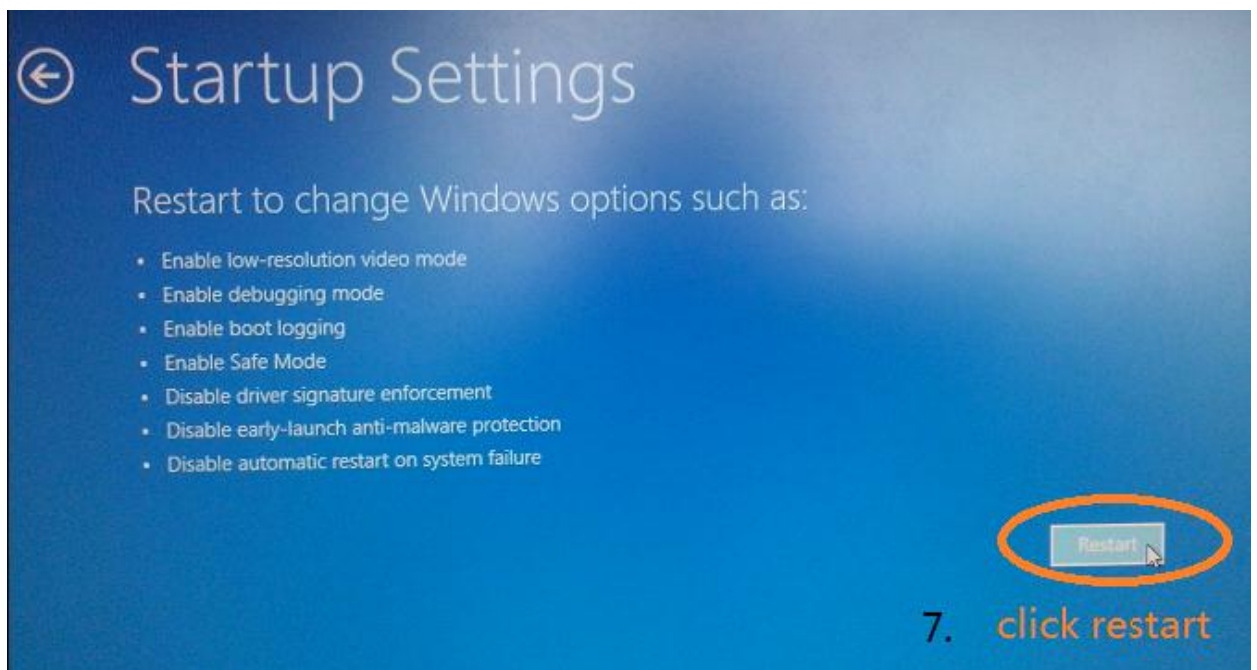 Startup Settings
Restart to change Windows options such as:
• Enable low-resolution video mode
• Enable debugging mode
• Enable boot logging
• Enable Safe Mode
• Disable driver signature enforcement
• Disable early-launch anti-malware protection
• Disable automatic restart on system failure
Restart
7. click restart